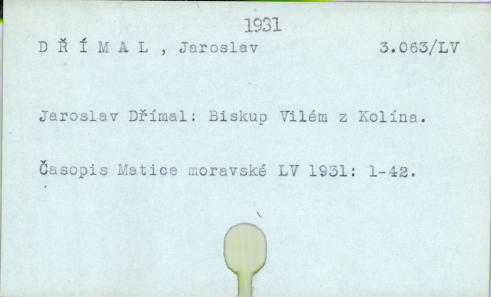 1931
D Ř Í M A L , Jaroslav 3.063/LV
Jaroslav Dřímal: Biskup Vilém z Kolína.
Časopis Matice moravské LV 1931: 1-42.